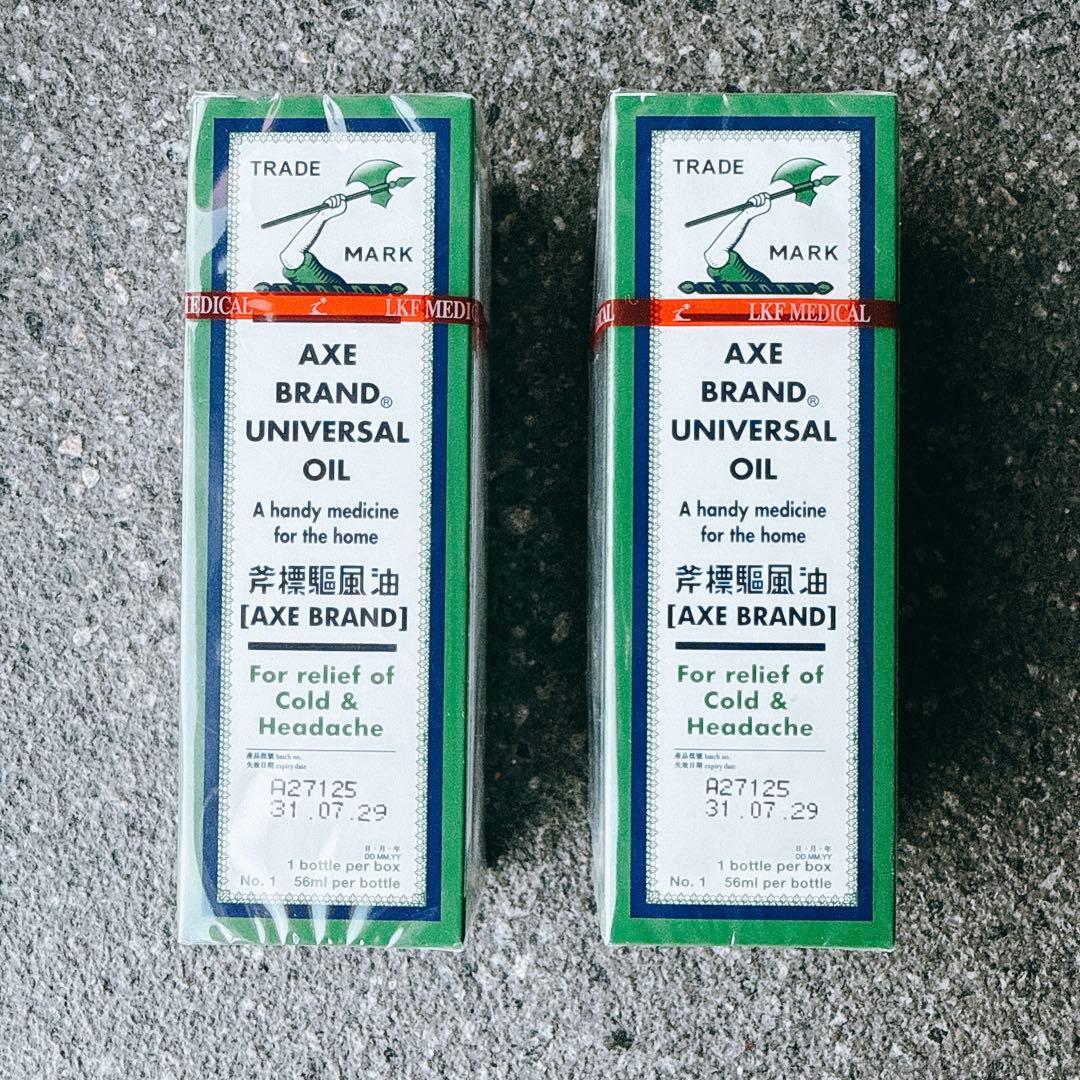 TRADE
MARK
MEDICAL LKF MEDIC
AXE
BRAND®
UNIVERSAL
OIL
A handy medicine
for the home
斧標驅風油
[AXE BRAND]
For relief of
Cold &
Headache
產品批號 batch no.
失效日期 expiry date
A27125
31.07.29
日·月·年
DD.MM.YY
1 bottle per box
No. 1 56ml per bottle
TRADE
MARK
AL LKF MEDICAL
AXE
BRAND®
UNIVERSAL
OIL
A handy medicine
for the home
斧標驅風油
[AXE BRAND]
For relief of
Cold &
Headache
產品批號 batch no.
失效日期 expiry date
A27125
31.07.29
日·月·年
DD.MM.YY
1 bottle per box
No. 1 56ml per bottle